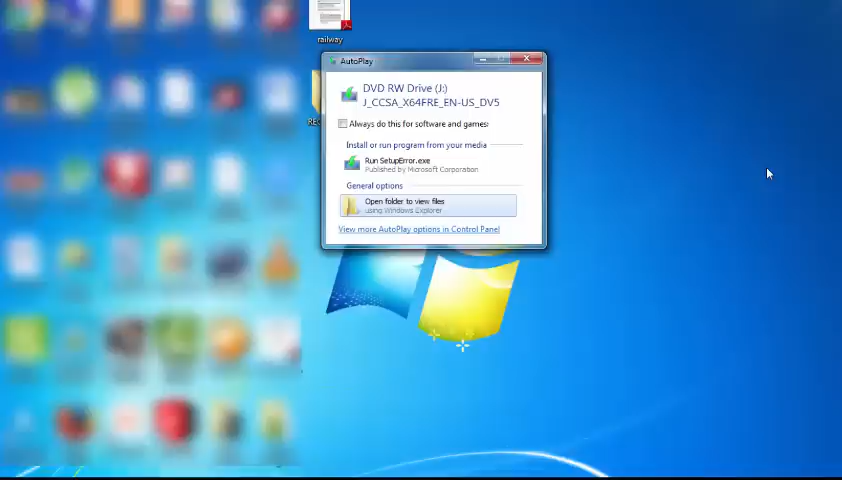 railway
AutoPlay
DVD RW Drive (J:)
J_CCSA_X64FRE_EN-US_DV5
Always do this for software and games:
Install or run program from your media
Run SetupError.exe
Published by Microsoft Corporation
General options
Open folder to view files
using Windows Explorer
View more AutoPlay options in Control Panel